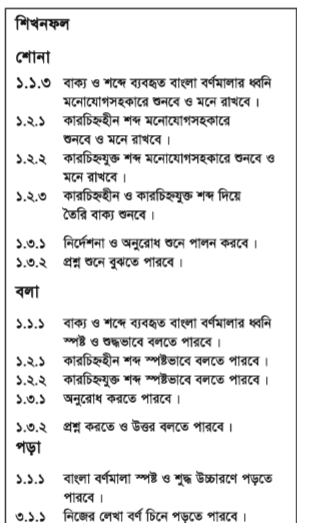 শিখনফল
শোনা
১.১.৩ বাক্য ও শব্দে ব্যবহৃত বাংলা বর্ণমালার ধ্বনি
মনোযোগসহকারে শুনবে ও মনে রাখবে।
১.২.১ কারচিহ্নহীন শব্দ মনোযোগসহকারে
শুনবে ও মনে রাখবে।
১.২.২ কারচিহ্নযুক্ত শব্দ মনোযোগসহকারে শুনবে ও
মনে রাখবে।
১.২.৩ কারচিহ্নহীন ও কারচিহ্নযুক্ত শব্দ দিয়ে
তৈরি বাক্য শুনবে।
১.৩.১ নির্দেশনা ও অনুরোধ শুনে পালন করবে।
১.৩.২ প্রশ্ন শুনে বুঝতে পারবে।
বলা
১.১.১ বাক্য ও শব্দে ব্যবহৃত বাংলা বর্ণমালার ধ্বনি
স্পষ্ট ও শুদ্ধভাবে বলতে পারবে।
১.২.১ কারচিহ্নহীন শব্দ স্পষ্টভাবে বলতে পারবে।
১.২.২ কারচিহ্নযুক্ত শব্দ স্পষ্টভাবে বলতে পারবে।
১.৩.১ অনুরোধ করতে পারবে।
১.৩.২ প্রশ্ন করতে ও উত্তর বলতে পারবে।
পড়া
১.১.১ বাংলা বর্ণমালা স্পষ্ট ও শুদ্ধ উচ্চারণে পড়তে
পারবে।
৩.১.১ নিজের লেখা বর্ণ চিনে পড়তে পারবে।